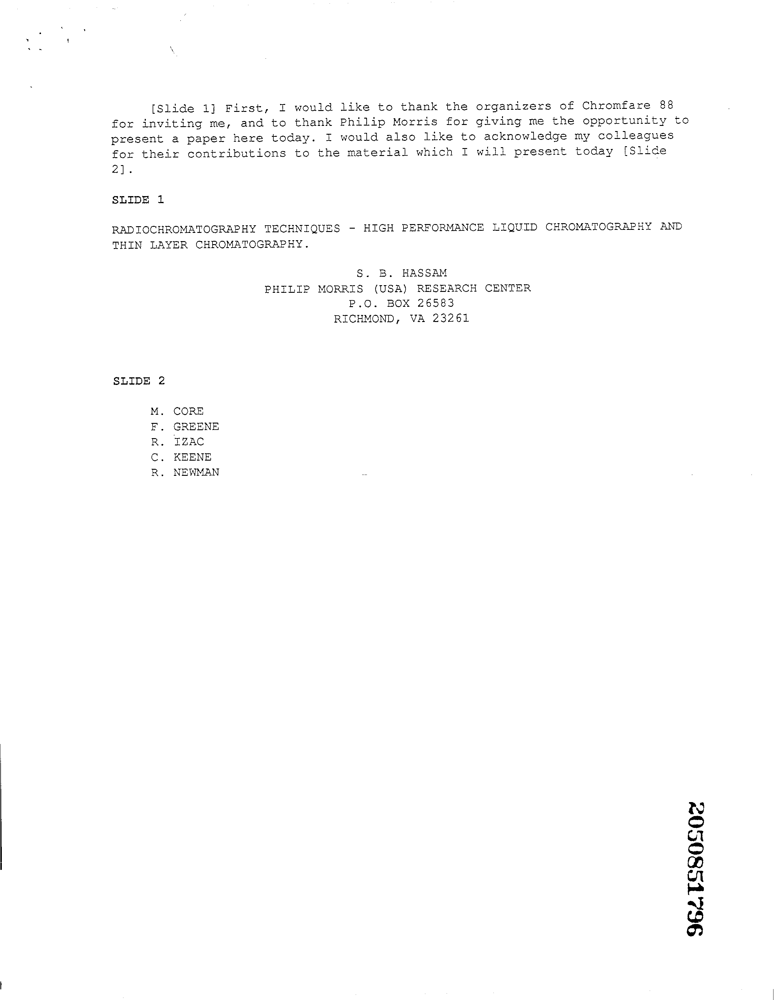 [Slide 1] First, I would like to thank the organizers of Chromfare 88
for inviting me, and to thank Philip Morris for giving me the opportunity to
present a paper here today. I would also like to acknowledge my colleagues
for their contributions to the material which I will present today [Slide
2].
SLIDE 1
RADIOCHROMATOGRAPHY TECHNIQUES - HIGH PERFORMANCE LIQUID CHROMATOGRAPHY AND
THIN LAYER CHROMATOGRAPHY.
S. B. HASSAM
PHILIP MORRIS (USA) RESEARCH CENTER
P.O. BOX 26583
RICHMOND, VA 23261
SLIDE 2
M. CORE
F. GREENE
R. IZAC
C. KEENE
R. NEWMAN
2050851796